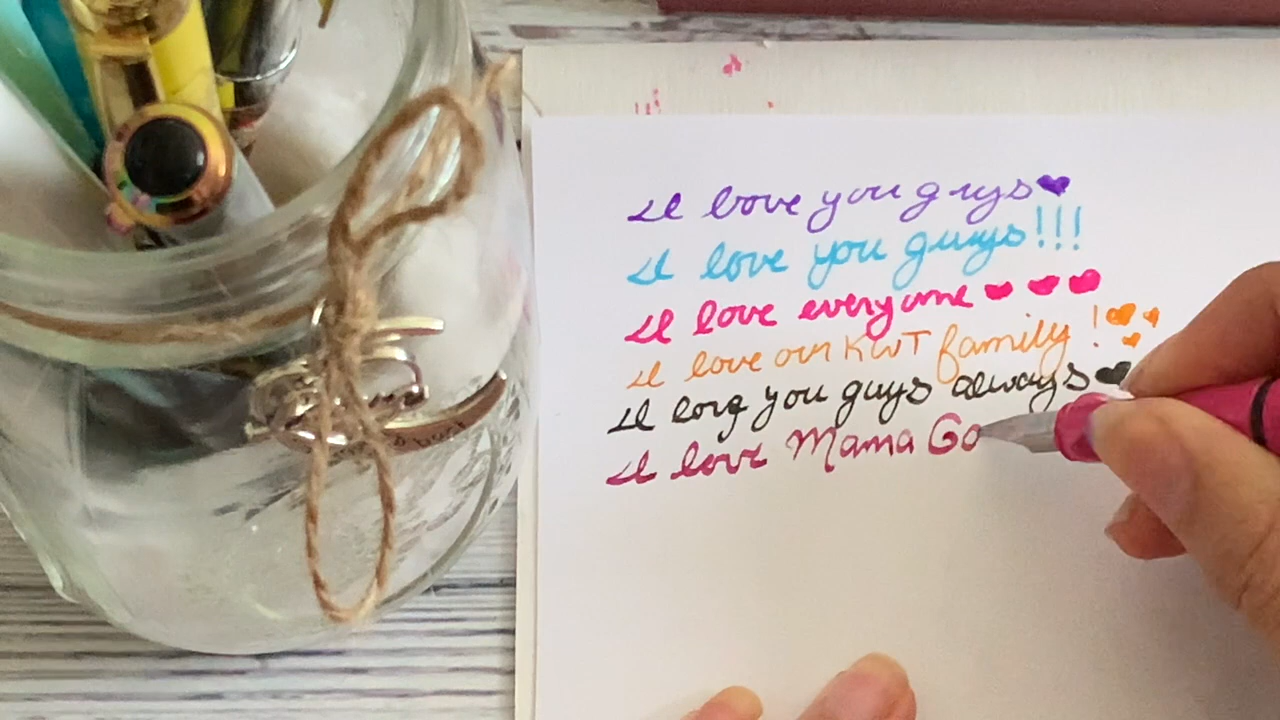 I love you guys
I love you guys!!!
I love everyone
I love our KWT family!
I love you guys always
I love Mama Go